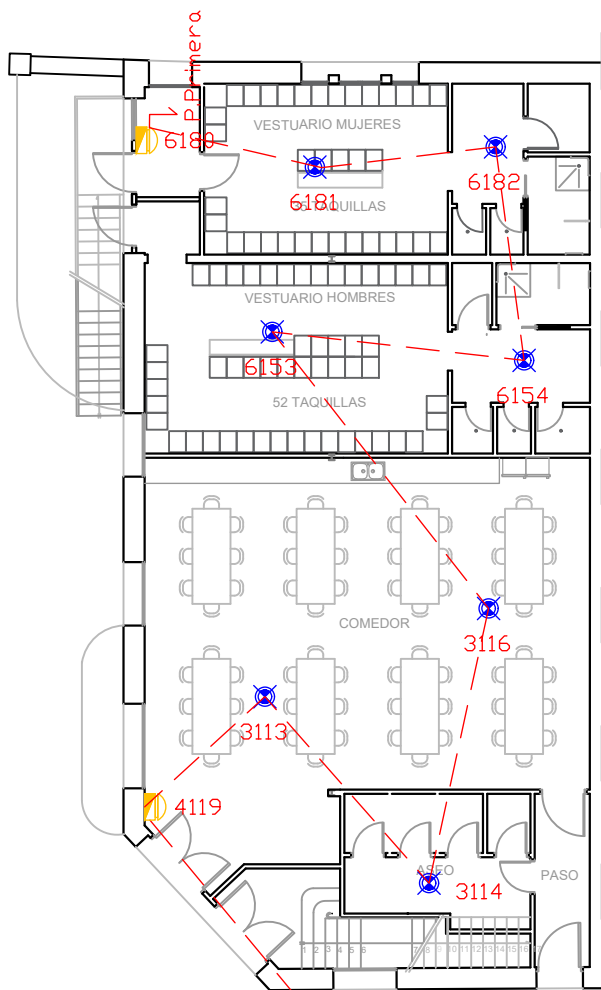 P.Primera
6180
VESTUARIO MUJERES
6181
35 TAQUILLAS
6182
VESTUARIO HOMBRES
6153
6154
52 TAQUILLAS
COMEDOR
3116
3113
4119
ASEO
3114
PASO
1 2 3 4 5 6 7 8 9 10 11 12 13 14 15 16